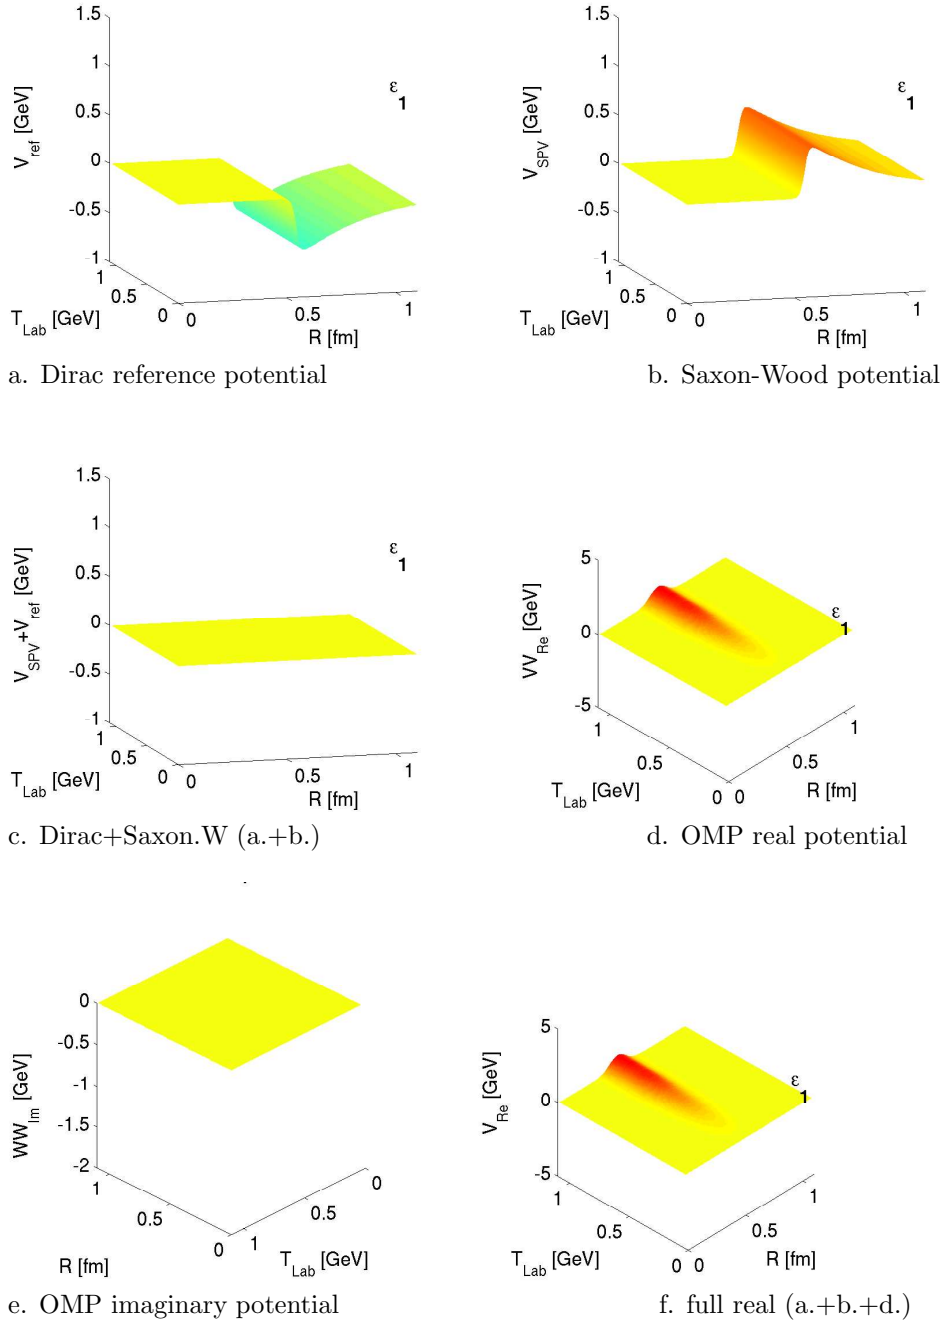 1.5
1
0.5
0
-0.5
-1
V_ref [GeV]
ε_1
1
0.5
0
T_Lab [GeV]
0
0.5
1
R [fm]
a. Dirac reference potential
1.5
1
0.5
0
-0.5
-1
V_SPV [GeV]
ε_1
1
0.5
0
T_Lab [GeV]
0
0.5
1
R [fm]
b. Saxon-Wood potential
1.5
1
0.5
0
-0.5
-1
V_SPV+V_ref [GeV]
ε_1
1
0.5
0
T_Lab [GeV]
0
0.5
1
R [fm]
c. Dirac+Saxon.W (a.+b.)
5
0
-5
VV_Re [GeV]
ε_1
1
0.5
0
T_Lab [GeV]
0
0.5
1
R [fm]
d. OMP real potential
0
-0.5
-1
-1.5
-2
WW_Im [GeV]
1
0.5
0
R [fm]
1
0.5
0
T_Lab [GeV]
e. OMP imaginary potential
5
0
-5
V_Re [GeV]
ε_1
1
0.5
0
T_Lab [GeV]
0
0.5
1
R [fm]
f. full real (a.+b.+d.)